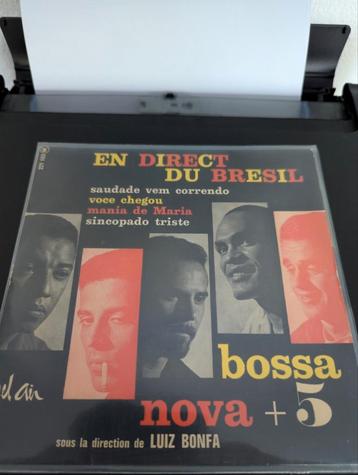 EN DIRECT
DU BRESIL
saudade vem correndo
voce chegou
mania de Maria
sincopado triste
bossa
nova + 5
sous la direction de LUIZ BONFA